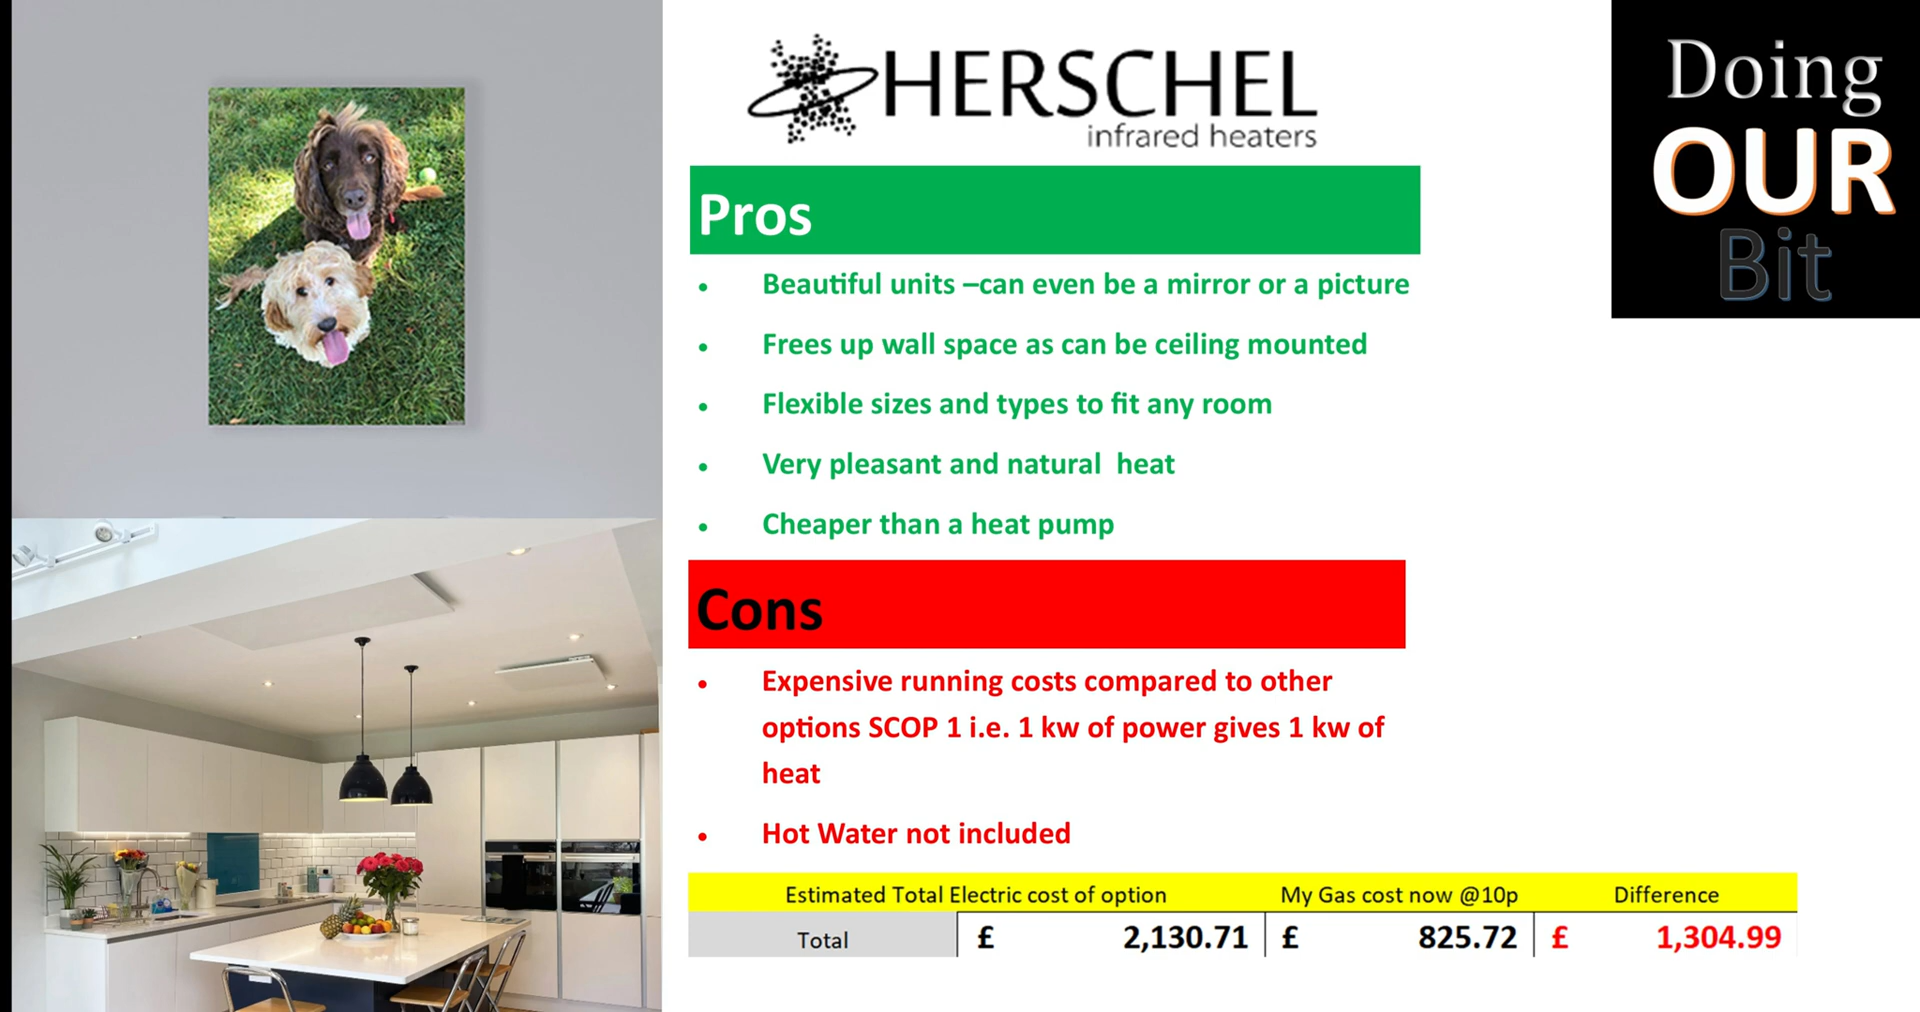 HERSCHEL
infrared heaters
Doing
OUR
Bit
Pros
• Beautiful units –can even be a mirror or a picture
• Frees up wall space as can be ceiling mounted
• Flexible sizes and types to fit any room
• Very pleasant and natural  heat
• Cheaper than a heat pump
Cons
• Expensive running costs compared to other
options SCOP 1 i.e. 1 kw of power gives 1 kw of
heat
• Hot Water not included
Estimated Total Electric cost of option My Gas cost now @10p Difference
Total £ 2,130.71 £ 825.72 £ 1,304.99